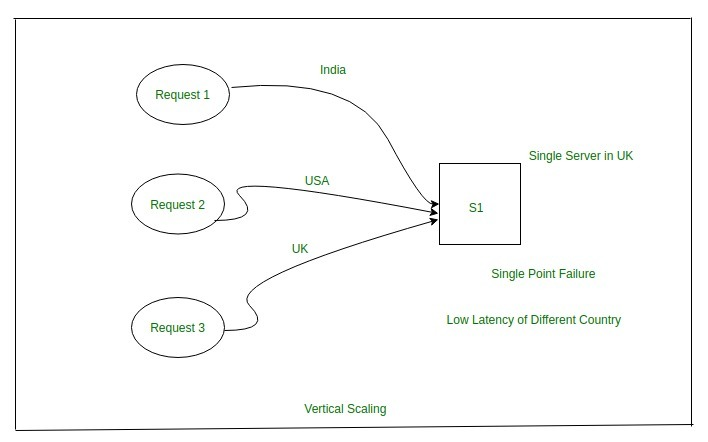 India
Request 1
Single Server in UK
USA
Request 2
S1
UK
Single Point Failure
Low Latency of Different Country
Request 3
Vertical Scaling